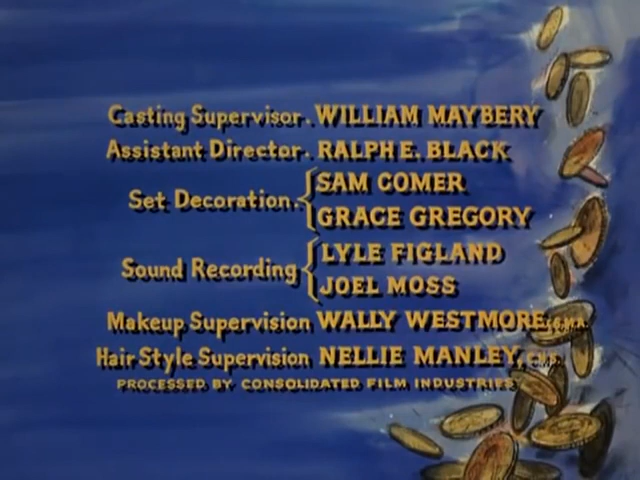 Casting Supervisor. WILLIAM MAYBERY
Assistant Director. RALPH E. BLACK
Set Decoration. { SAM COMER
GRACE GREGORY
Sound Recording { LYLE FIGLAND
JOEL MOSS
Makeup Supervision WALLY WESTMORE, S.M.A.
Hair Style Supervision NELLIE MANLEY, C.H.S.
PROCESSED BY CONSOLIDATED FILM INDUSTRIES